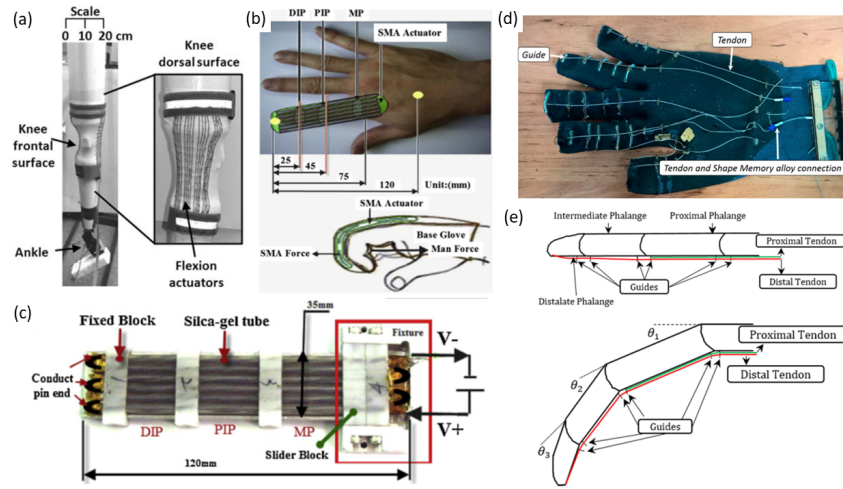 (a)
Scale
0 10 20 cm
Knee
dorsal surface
Knee
frontal
surface
Ankle
Flexion
actuators
(b)
DIP PIP MP
SMA Actuator
25
45
75
120 Unit:(mm)
SMA Actuator
Base Glove
SMA Force
Man Force
(c)
35mm
Fixed Block
Silca-gel tube
Fixture
V-
Conduct
pin end
DIP
PIP
MP
V+
Slider Block
120mm
(d)
Guide
Tendon
Tendon and Shape Memory alloy connection
(e)
Intermediate Phalange
Proximal Phalange
Proximal Tendon
Guides
Distal Tendon
Distalate Phalange
θ1
Proximal Tendon
Distal Tendon
θ2
Guides
θ3